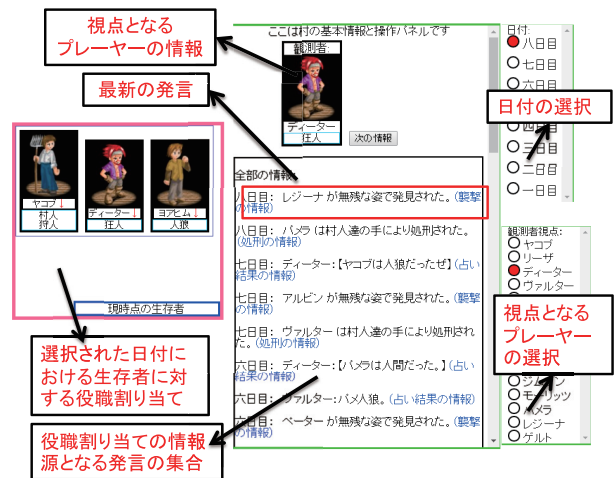 視点となる
プレーヤーの情報
最新の発言
ヤコブ↓
村人
狩人
ディーター↓
狂人
ヨアヒム↓
人狼
現時点の生存者
選択された日付に
おける生存者に対
する役職割り当て
役職割り当ての情報
源となる発言の集合
ここは村の基本情報と操作パネルです
観測者:
ディーター
狂人
次の情報
全部の情報
八日目: レジーナ が無残な姿で発見された。(襲撃
の情報)
八日目: パメラ は村人達の手により処刑された。
(処刑の情報)
七日目: ディーター:【ヤコブは人狼だったぜ】(占い
結果の情報)
七日目: アルビン が無残な姿で発見された。(襲撃
の情報)
七日目: ヴァルター は村人達の手により処刑され
た。(処刑の情報)
六日目: ディーター:【パメラは人間だった。】(占い
結果の情報)
六日目: ヴァルター:パメ人狼。(占い結果の情報)
六日目: ペーター が無残な姿で発見された。(襲撃
の情報)
日付:
八日目
七日目
六日目
日付の選択
四日目
三日目
二日目
一日目
観測者視点:
ヤコブ
リーザ
ディーター
ヴァルター
視点となる
プレーヤー
の選択
モーリッツ
パメラ
レジーナ
ゲルト